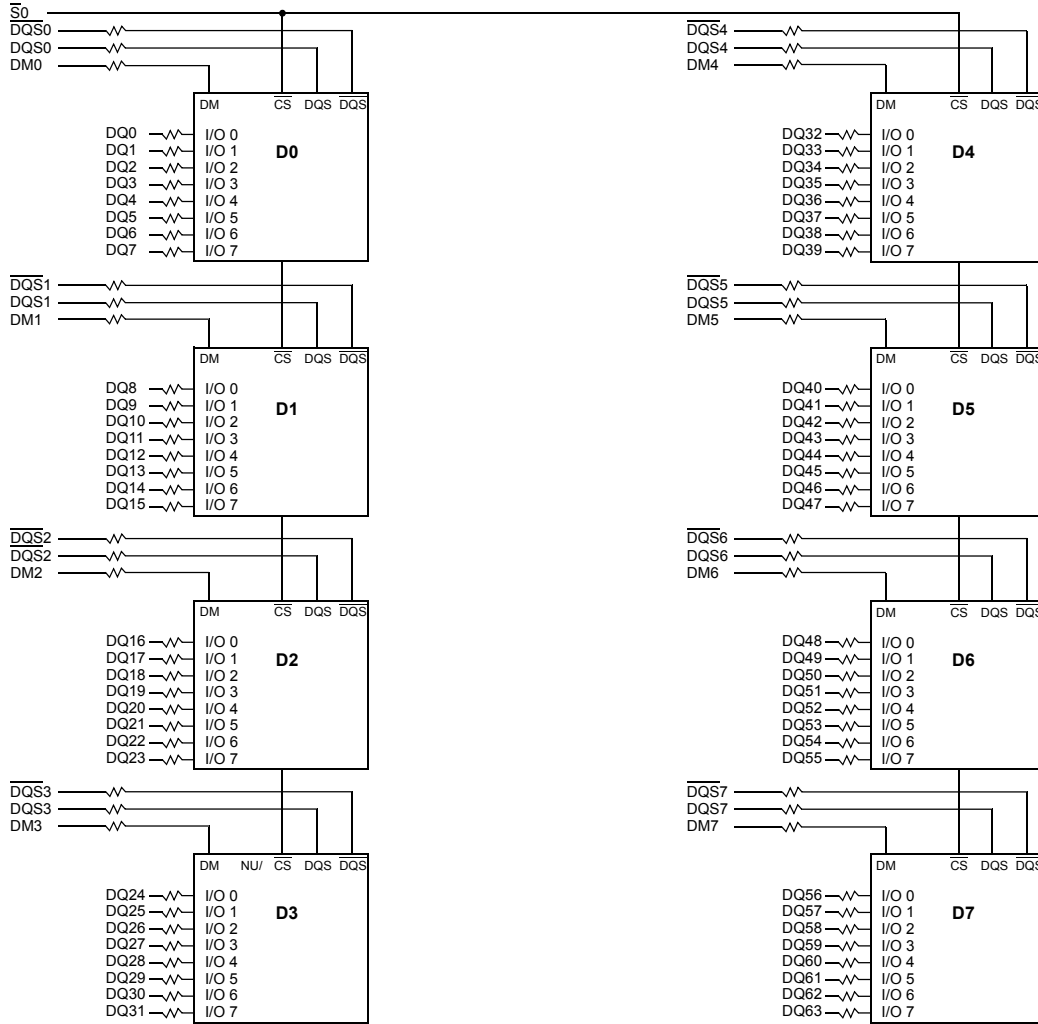 S0
DQS0
DQS0
DM0
DM CS DQS DQS
D0
DQ0 I/O 0
DQ1 I/O 1
DQ2 I/O 2
DQ3 I/O 3
DQ4 I/O 4
DQ5 I/O 5
DQ6 I/O 6
DQ7 I/O 7
DQS1
DQS1
DM1
DM CS DQS DQS
D1
DQ8 I/O 0
DQ9 I/O 1
DQ10 I/O 2
DQ11 I/O 3
DQ12 I/O 4
DQ13 I/O 5
DQ14 I/O 6
DQ15 I/O 7
DQS2
DQS2
DM2
DM CS DQS DQS
D2
DQ16 I/O 0
DQ17 I/O 1
DQ18 I/O 2
DQ19 I/O 3
DQ20 I/O 4
DQ21 I/O 5
DQ22 I/O 6
DQ23 I/O 7
DQS3
DQS3
DM3
DM NU/ CS DQS DQS
D3
DQ24 I/O 0
DQ25 I/O 1
DQ26 I/O 2
DQ27 I/O 3
DQ28 I/O 4
DQ29 I/O 5
DQ30 I/O 6
DQ31 I/O 7
DQS4
DQS4
DM4
DM CS DQS DQS
D4
DQ32 I/O 0
DQ33 I/O 1
DQ34 I/O 2
DQ35 I/O 3
DQ36 I/O 4
DQ37 I/O 5
DQ38 I/O 6
DQ39 I/O 7
DQS5
DQS5
DM5
DM CS DQS DQS
D5
DQ40 I/O 0
DQ41 I/O 1
DQ42 I/O 2
DQ43 I/O 3
DQ44 I/O 4
DQ45 I/O 5
DQ46 I/O 6
DQ47 I/O 7
DQS6
DQS6
DM6
DM CS DQS DQS
D6
DQ48 I/O 0
DQ49 I/O 1
DQ50 I/O 2
DQ51 I/O 3
DQ52 I/O 4
DQ53 I/O 5
DQ54 I/O 6
DQ55 I/O 7
DQS7
DQS7
DM7
DM CS DQS DQS
D7
DQ56 I/O 0
DQ57 I/O 1
DQ58 I/O 2
DQ59 I/O 3
DQ60 I/O 4
DQ61 I/O 5
DQ62 I/O 6
DQ63 I/O 7